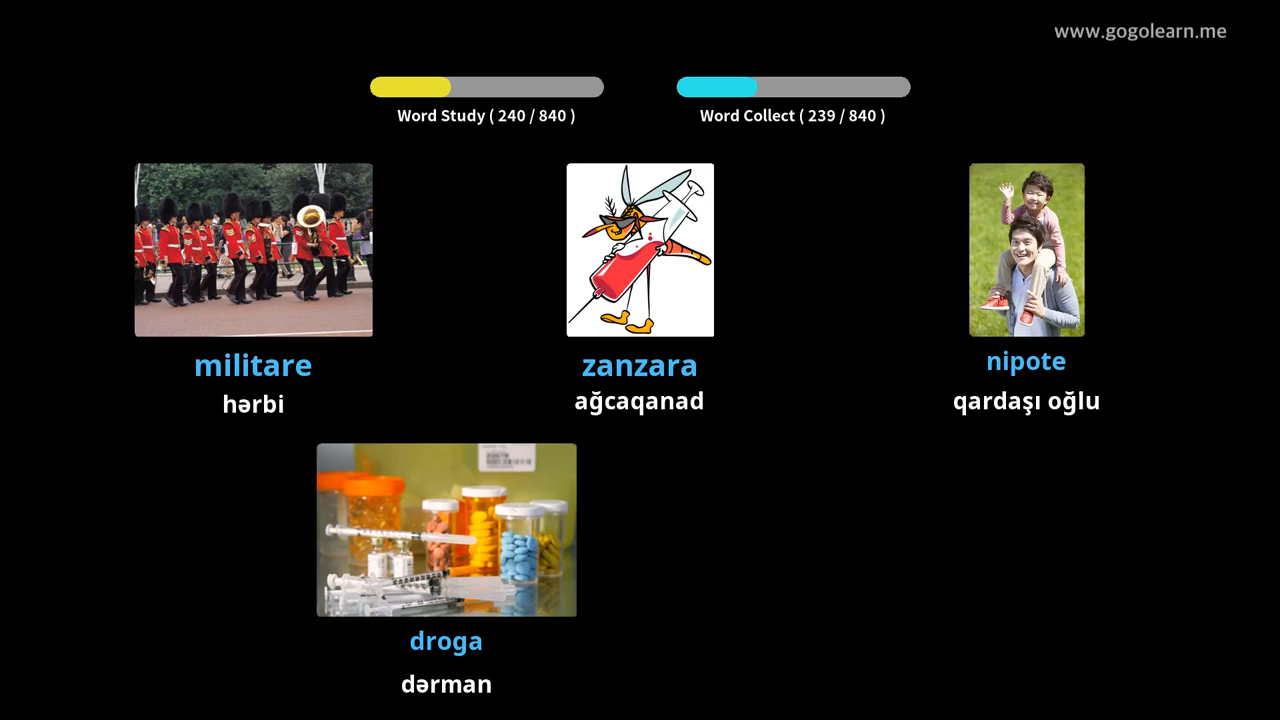 www.gogolearn.me
Word Study ( 240 / 840 )
Word Collect ( 239 / 840 )
militare
hərbi
zanzara
ağcaqanad
nipote
qardaşı oğlu
droga
dərman